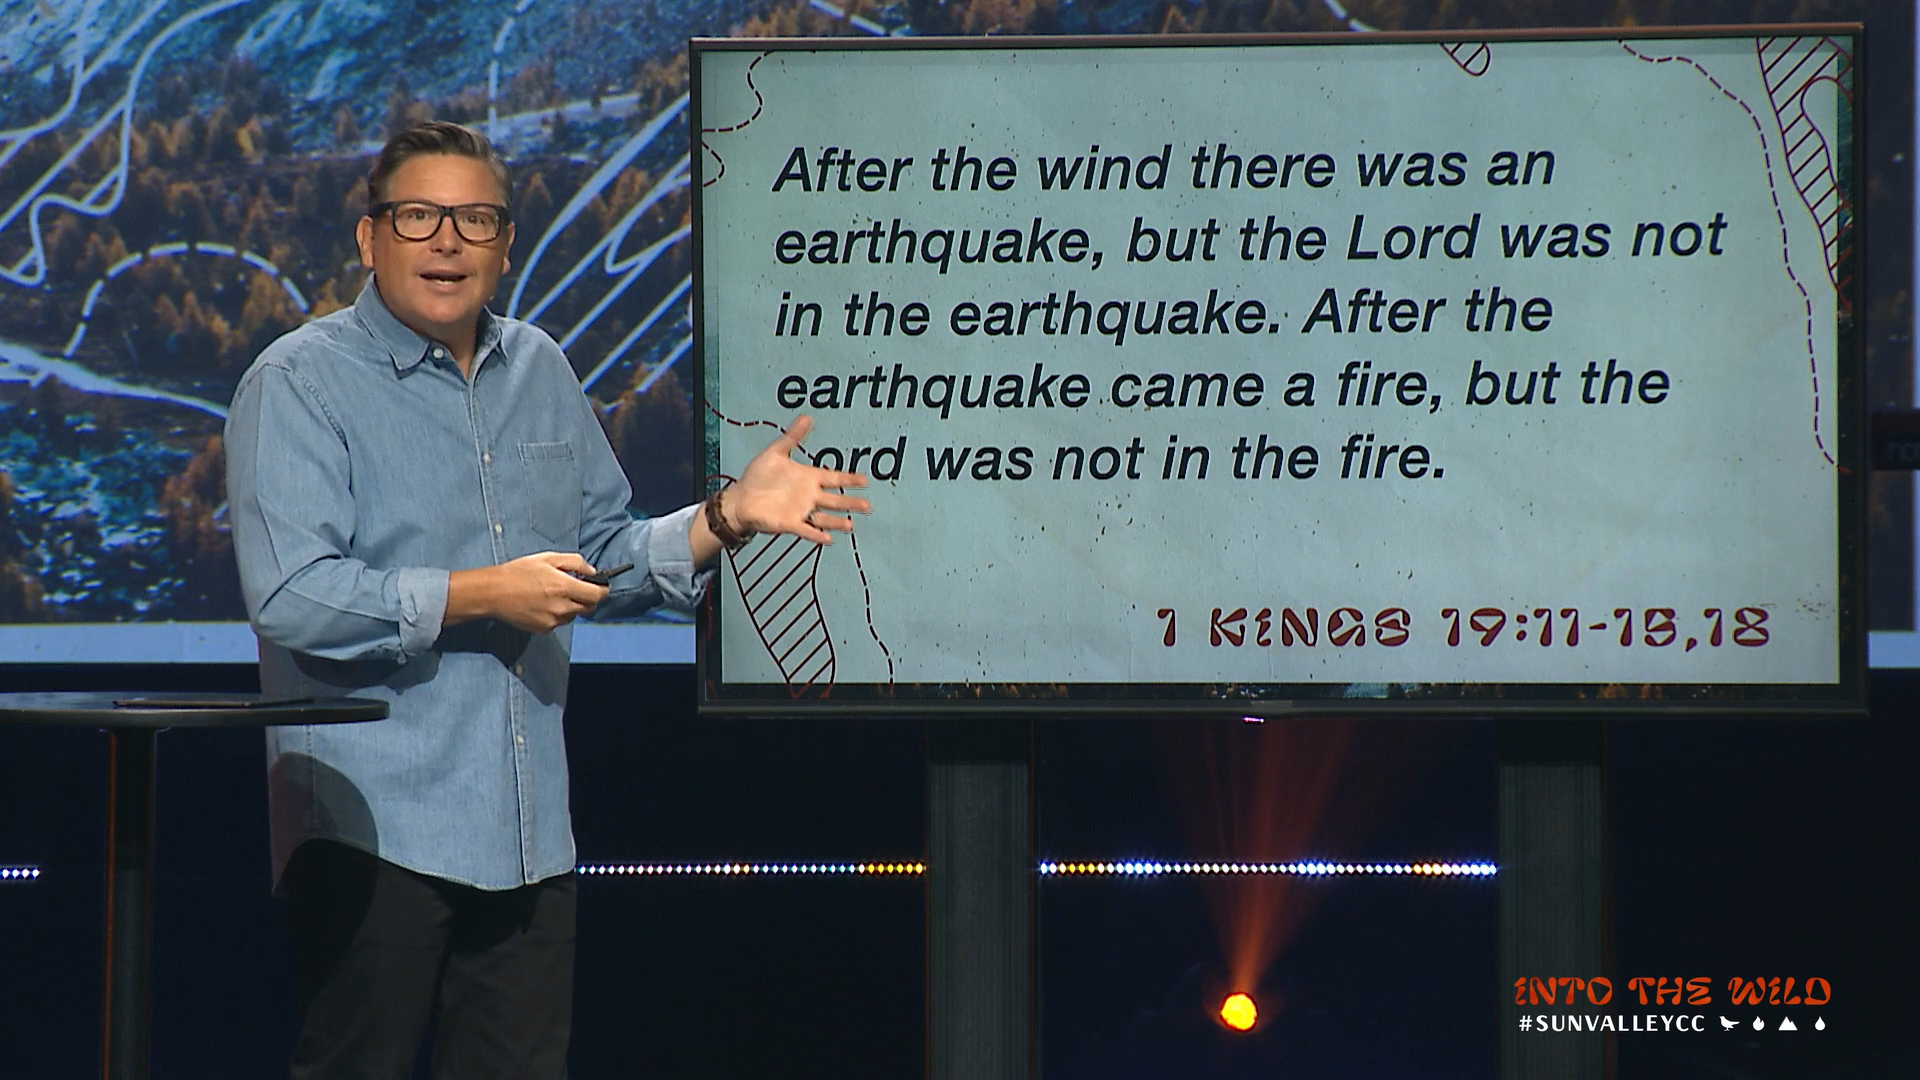 After the wind there was an
earthquake, but the Lord was not
in the earthquake. After the
earthquake came a fire, but the
ord was not in the fire.
1 KINGS 19:11-15,18
INTO THE WILD
#SUNVALLEYCC